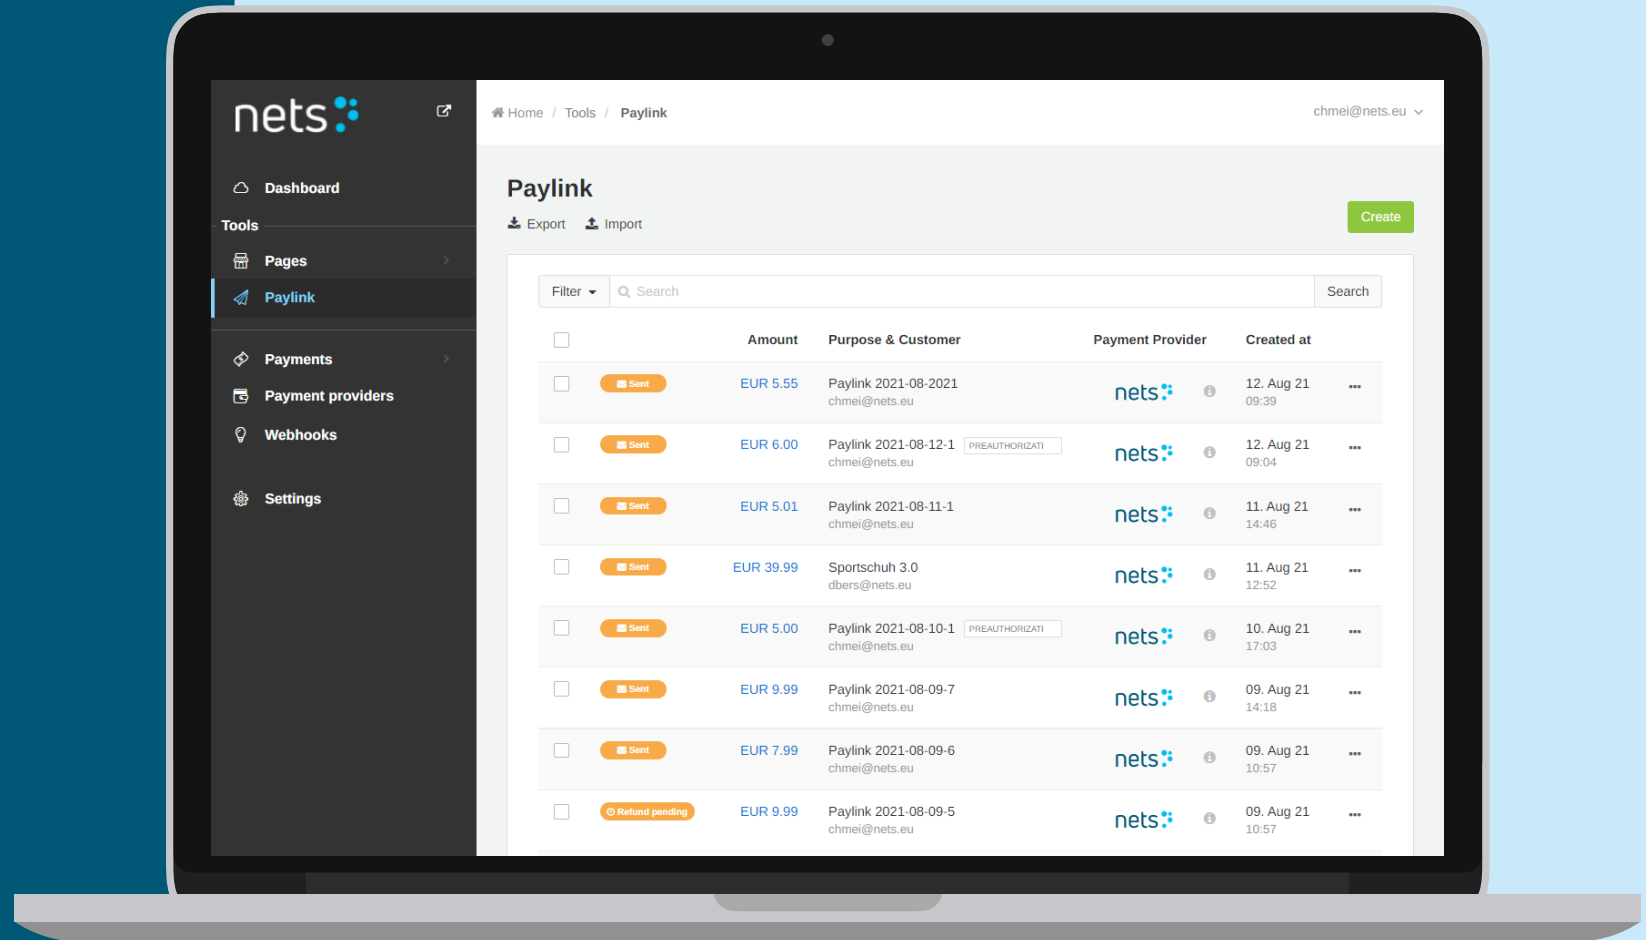 nets
Home / Tools / Paylink
chmei@nets.eu
Dashboard
Tools
Pages
Paylink
Payments
Payment providers
Webhooks
Settings
Paylink
Export Import
Create
Filter Search Search
Amount Purpose & Customer Payment Provider Created at
Sent EUR 5.55 Paylink 2021-08-2021 nets 12. Aug 21
chmei@nets.eu 09:39
Sent EUR 6.00 Paylink 2021-08-12-1 PREAUTHORIZATI nets 12. Aug 21
chmei@nets.eu 09:04
Sent EUR 5.01 Paylink 2021-08-11-1 nets 11. Aug 21
chmei@nets.eu 14:46
Sent EUR 39.99 Sportschuh 3.0 nets 11. Aug 21
dbers@nets.eu 12:52
Sent EUR 5.00 Paylink 2021-08-10-1 PREAUTHORIZATI nets 10. Aug 21
chmei@nets.eu 17:03
Sent EUR 9.99 Paylink 2021-08-09-7 nets 09. Aug 21
chmei@nets.eu 14:18
Sent EUR 7.99 Paylink 2021-08-09-6 nets 09. Aug 21
chmei@nets.eu 10:57
Refund pending EUR 9.99 Paylink 2021-08-09-5 nets 09. Aug 21
chmei@nets.eu 10:57